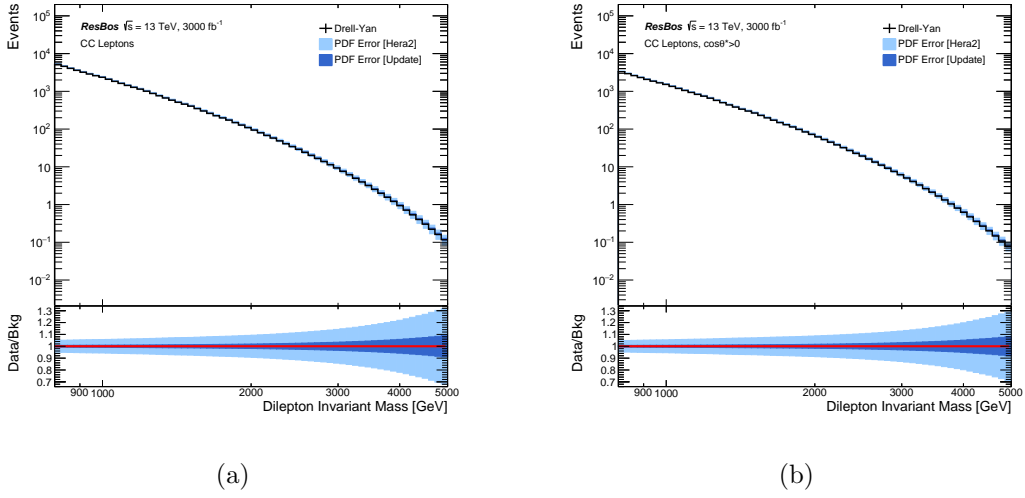 Events
10⁵
10⁴
10³
10²
10
1
10⁻¹
10⁻²
ResBos √s = 13 TeV, 3000 fb⁻¹
CC Leptons
Drell-Yan
PDF Error [Hera2]
PDF Error [Update]
Data/Bkg
1.3
1.2
1.1
1
0.9
0.8
0.7
900 1000 2000 3000 4000 5000
Dilepton Invariant Mass [GeV]
(a)
Events
10⁵
10⁴
10³
10²
10
1
10⁻¹
10⁻²
ResBos √s = 13 TeV, 3000 fb⁻¹
CC Leptons, cosθ*>0
Drell-Yan
PDF Error [Hera2]
PDF Error [Update]
Data/Bkg
1.3
1.2
1.1
1
0.9
0.8
0.7
900 1000 2000 3000 4000 5000
Dilepton Invariant Mass [GeV]
(b)